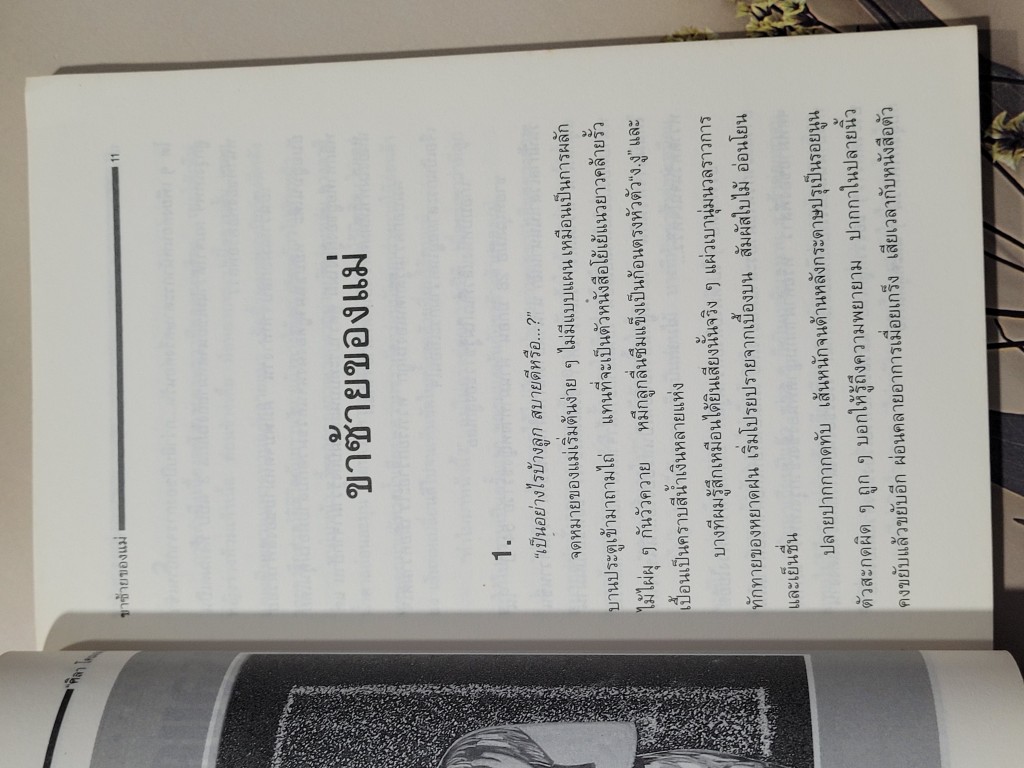 ขาซ้ายของแม่ 11
ขาซ้ายของแม่
1.
“เป็นอย่างไรบ้างลูก สบายดีหรือ...?”
จดหมายของแม่เริ่มต้นง่าย ๆ ไม่มีแบบแผน เหมือนเป็นการผลัก
บานประตูเข้ามาถามไถ่ แทนที่จะเป็นตัวหนังสือโย้เย้แนวยาวคล้ายรั้ว
ไม้ไผ่ผุ ๆ กันวัวควาย หมึกลูกลื่นซึมแข็งเป็นก้อนตรงหัวตัว“ง.งู” และ
เปื้อนเป็นคราบสีน้ำเงินหลายแห่ง
บางทีผมรู้สึกเหมือนได้ยินเสียงนั้นจริง ๆ แผ่วเบานุ่มนวลราวการ
ทักทายของหยาดฝน เริ่มโปรยปรายจากเบื้องบน สัมผัสใบไม้ อ่อนโยน
และเย็นชื่น
ปลายปากกากดทับ เส้นหนักจนด้านหลังกระดาษปรุเป็นรอยนูน
ตัวสะกดผิด ๆ ถูก ๆ บอกให้รู้ถึงความพยายาม ปากกาในปลายนิ้ว
คงขยับแล้วขยับอีก ผ่อนคลายอาการเมื่อยเกร็ง เสียเวลากับหนังสือตัว
ศิลา